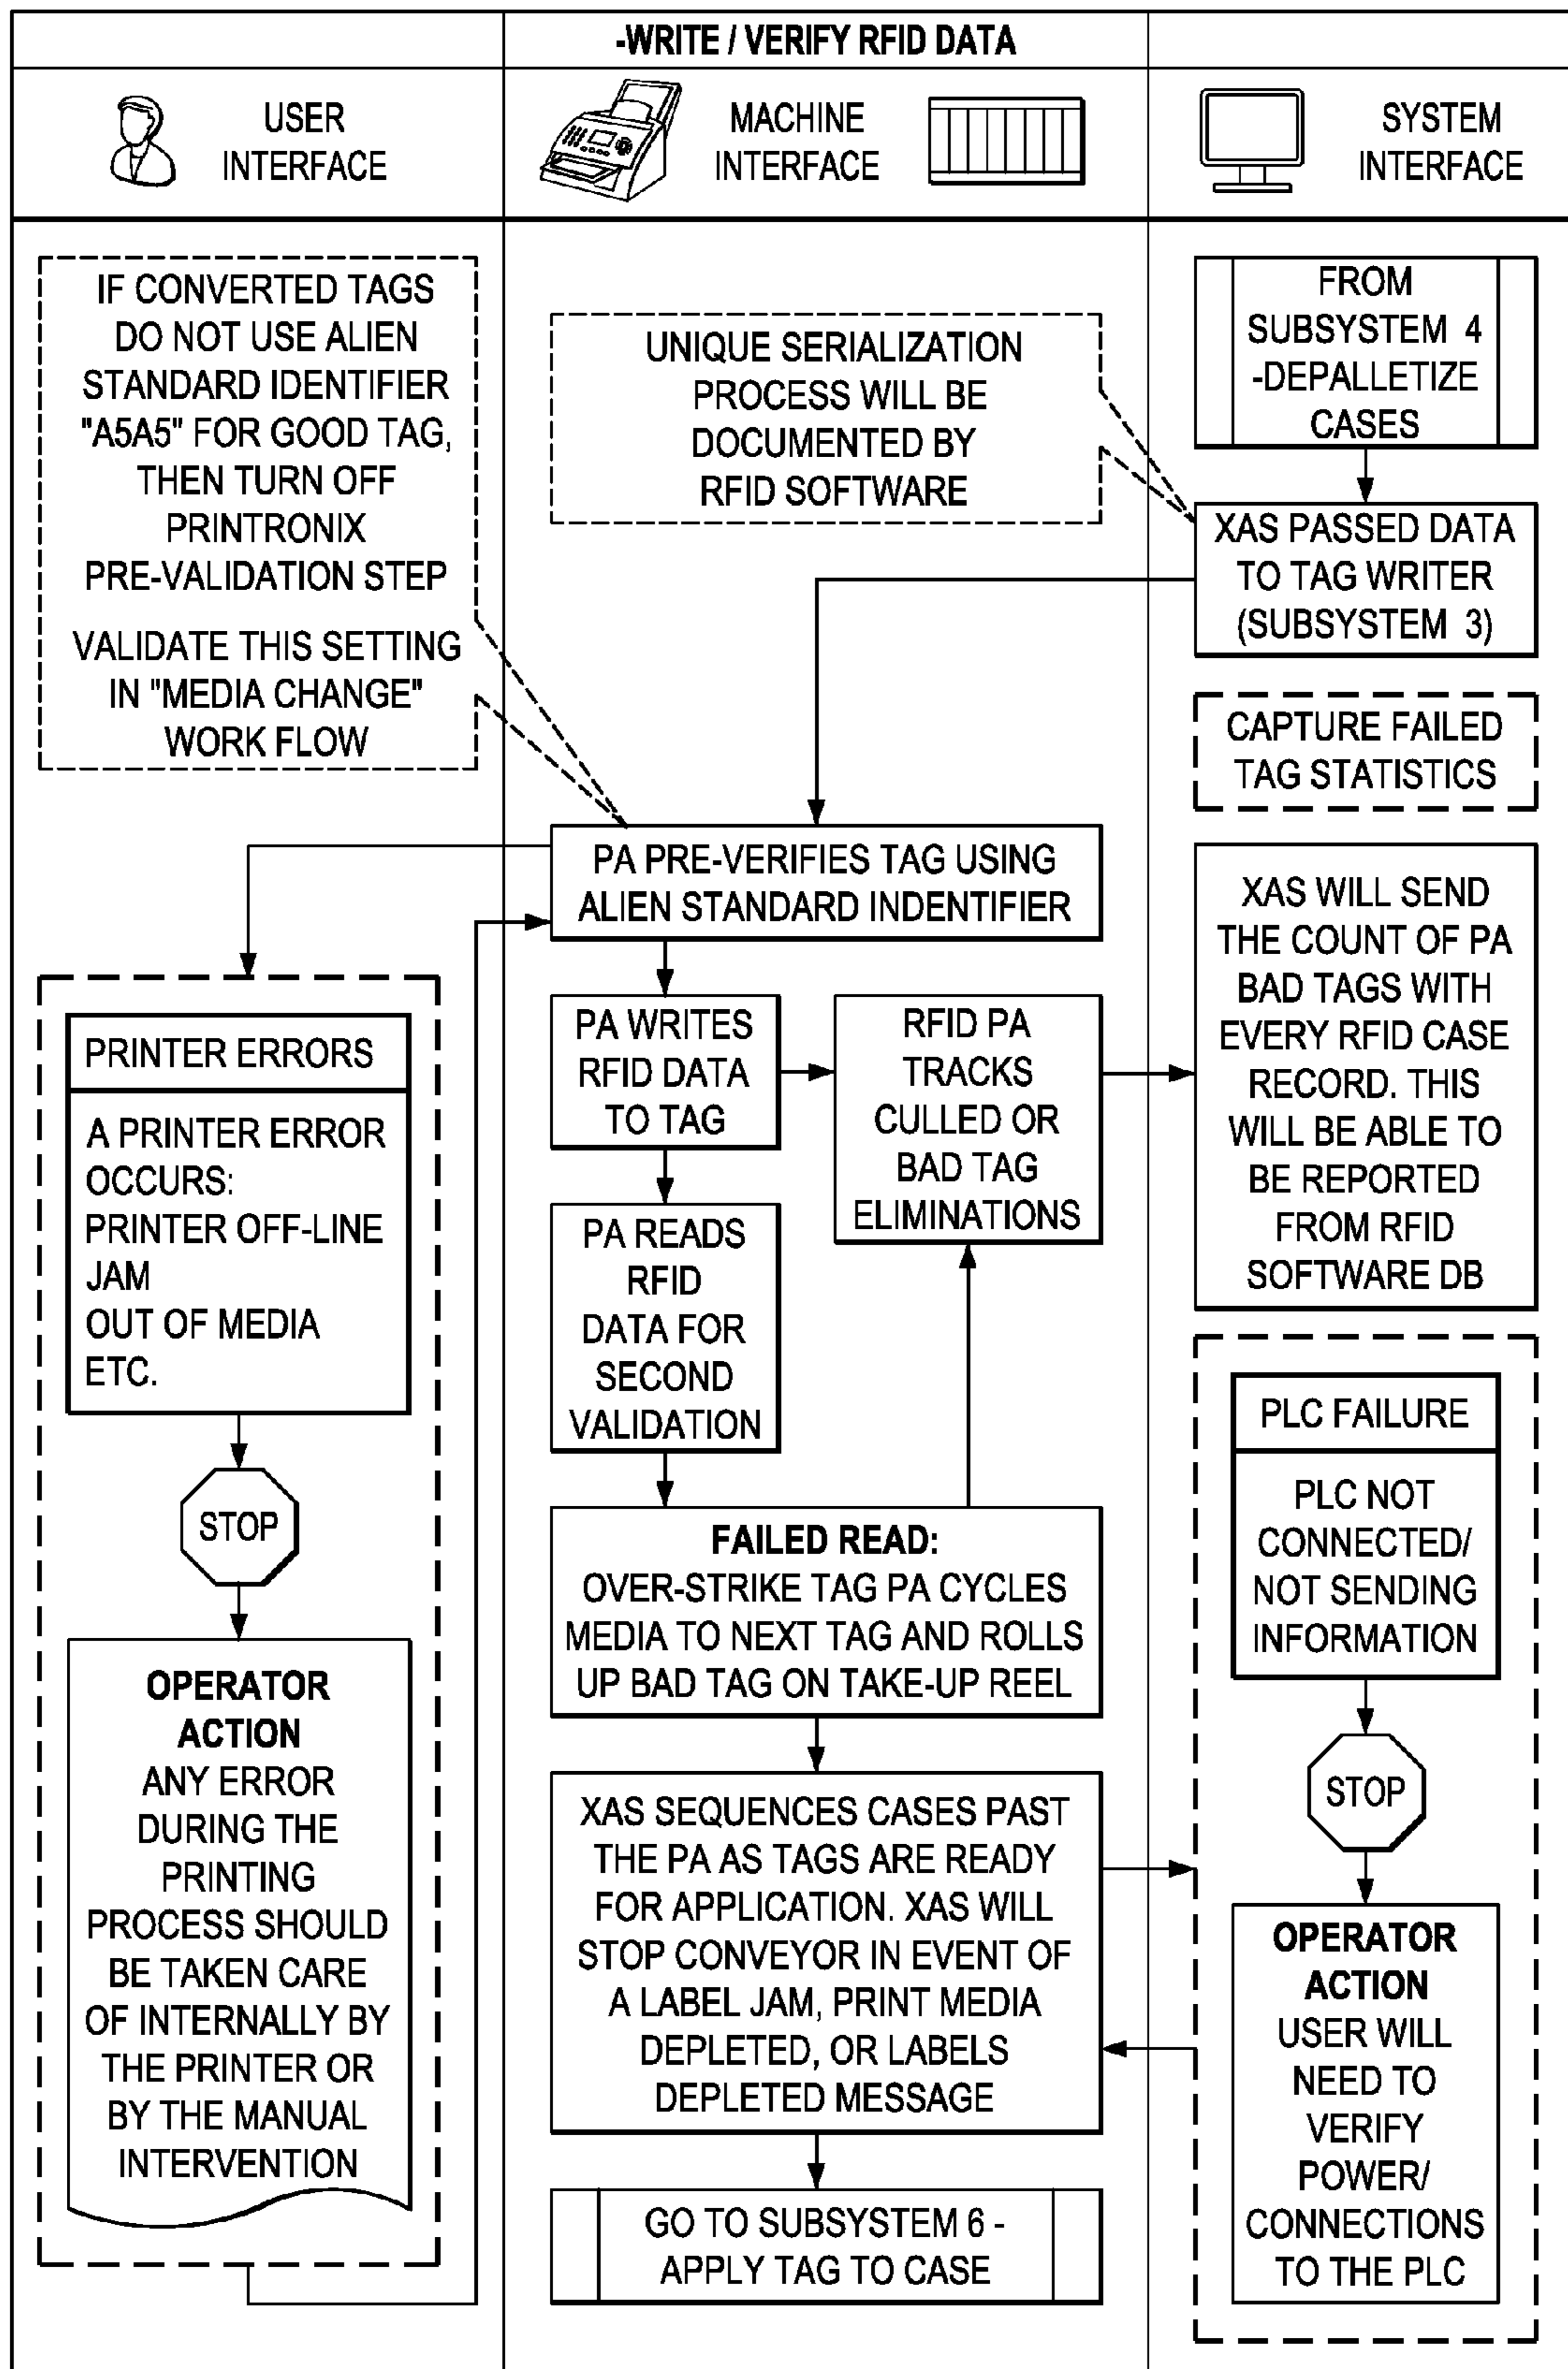 -WRITE / VERIFY RFID DATA
USER
INTERFACE
MACHINE
INTERFACE
SYSTEM
INTERFACE
IF CONVERTED TAGS
DO NOT USE ALIEN
STANDARD IDENTIFIER
"A5A5" FOR GOOD TAG,
THEN TURN OFF
PRINTRONIX
PRE-VALIDATION STEP
VALIDATE THIS SETTING
IN "MEDIA CHANGE"
WORK FLOW
UNIQUE SERIALIZATION
PROCESS WILL BE
DOCUMENTED BY
RFID SOFTWARE
FROM
SUBSYSTEM 4
-DEPALLETIZE
CASES
XAS PASSED DATA
TO TAG WRITER
(SUBSYSTEM 3)
CAPTURE FAILED
TAG STATISTICS
PA PRE-VERIFIES TAG USING
ALIEN STANDARD INDENTIFIER
XAS WILL SEND
THE COUNT OF PA
BAD TAGS WITH
EVERY RFID CASE
RECORD. THIS
WILL BE ABLE TO
BE REPORTED
FROM RFID
SOFTWARE DB
PRINTER ERRORS
A PRINTER ERROR
OCCURS:
PRINTER OFF-LINE
JAM
OUT OF MEDIA
ETC.
STOP
OPERATOR
ACTION
ANY ERROR
DURING THE
PRINTING
PROCESS SHOULD
BE TAKEN CARE
OF INTERNALLY BY
THE PRINTER OR
BY THE MANUAL
INTERVENTION
PA WRITES
RFID DATA
TO TAG
RFID PA
TRACKS
CULLED OR
BAD TAG
ELIMINATIONS
PA READS
RFID
DATA FOR
SECOND
VALIDATION
FAILED READ:
OVER-STRIKE TAG PA CYCLES
MEDIA TO NEXT TAG AND ROLLS
UP BAD TAG ON TAKE-UP REEL
XAS SEQUENCES CASES PAST
THE PA AS TAGS ARE READY
FOR APPLICATION. XAS WILL
STOP CONVEYOR IN EVENT OF
A LABEL JAM, PRINT MEDIA
DEPLETED, OR LABELS
DEPLETED MESSAGE
GO TO SUBSYSTEM 6 -
APPLY TAG TO CASE
PLC FAILURE
PLC NOT
CONNECTED/
NOT SENDING
INFORMATION
STOP
OPERATOR
ACTION
USER WILL
NEED TO
VERIFY
POWER/
CONNECTIONS
TO THE PLC